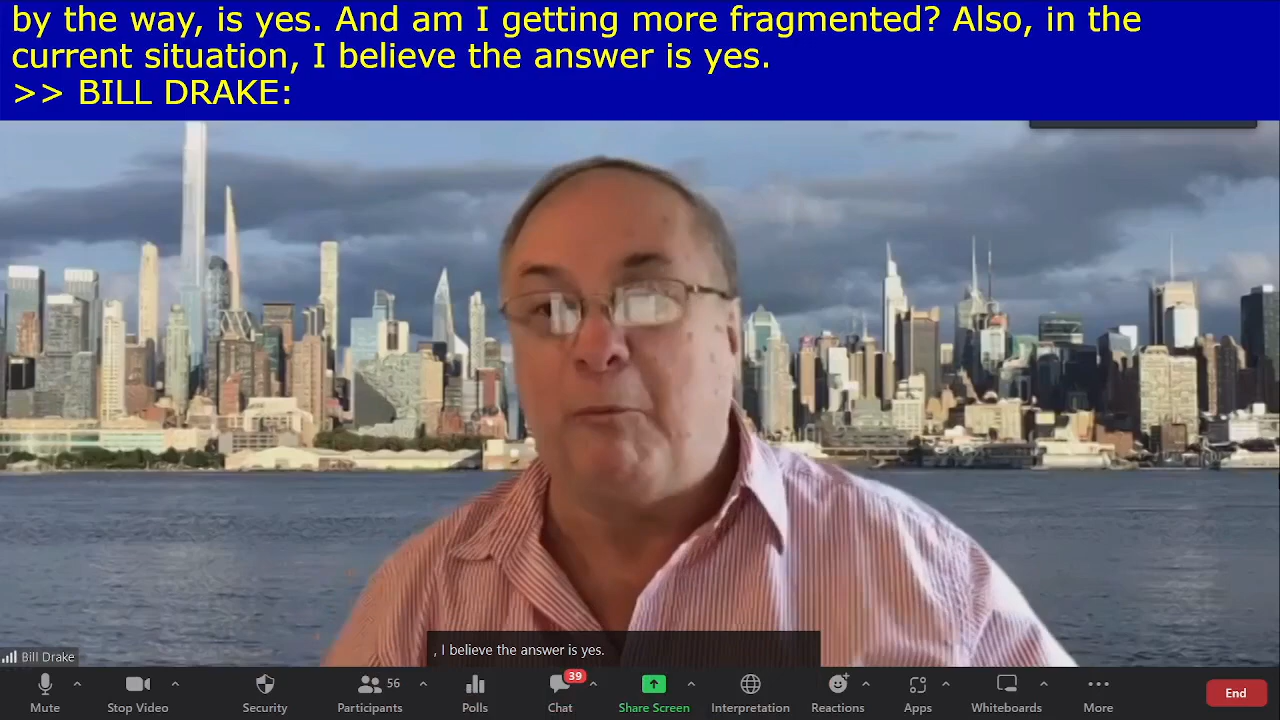 by the way, is yes. And am I getting more fragmented? Also, in the
current situation, I believe the answer is yes.
>> BILL DRAKE:
Bill Drake
, I believe the answer is yes.
Mute
Stop Video
Security
56
Participants
Polls
39
Chat
Share Screen
Interpretation
Reactions
Apps
Whiteboards
More
End